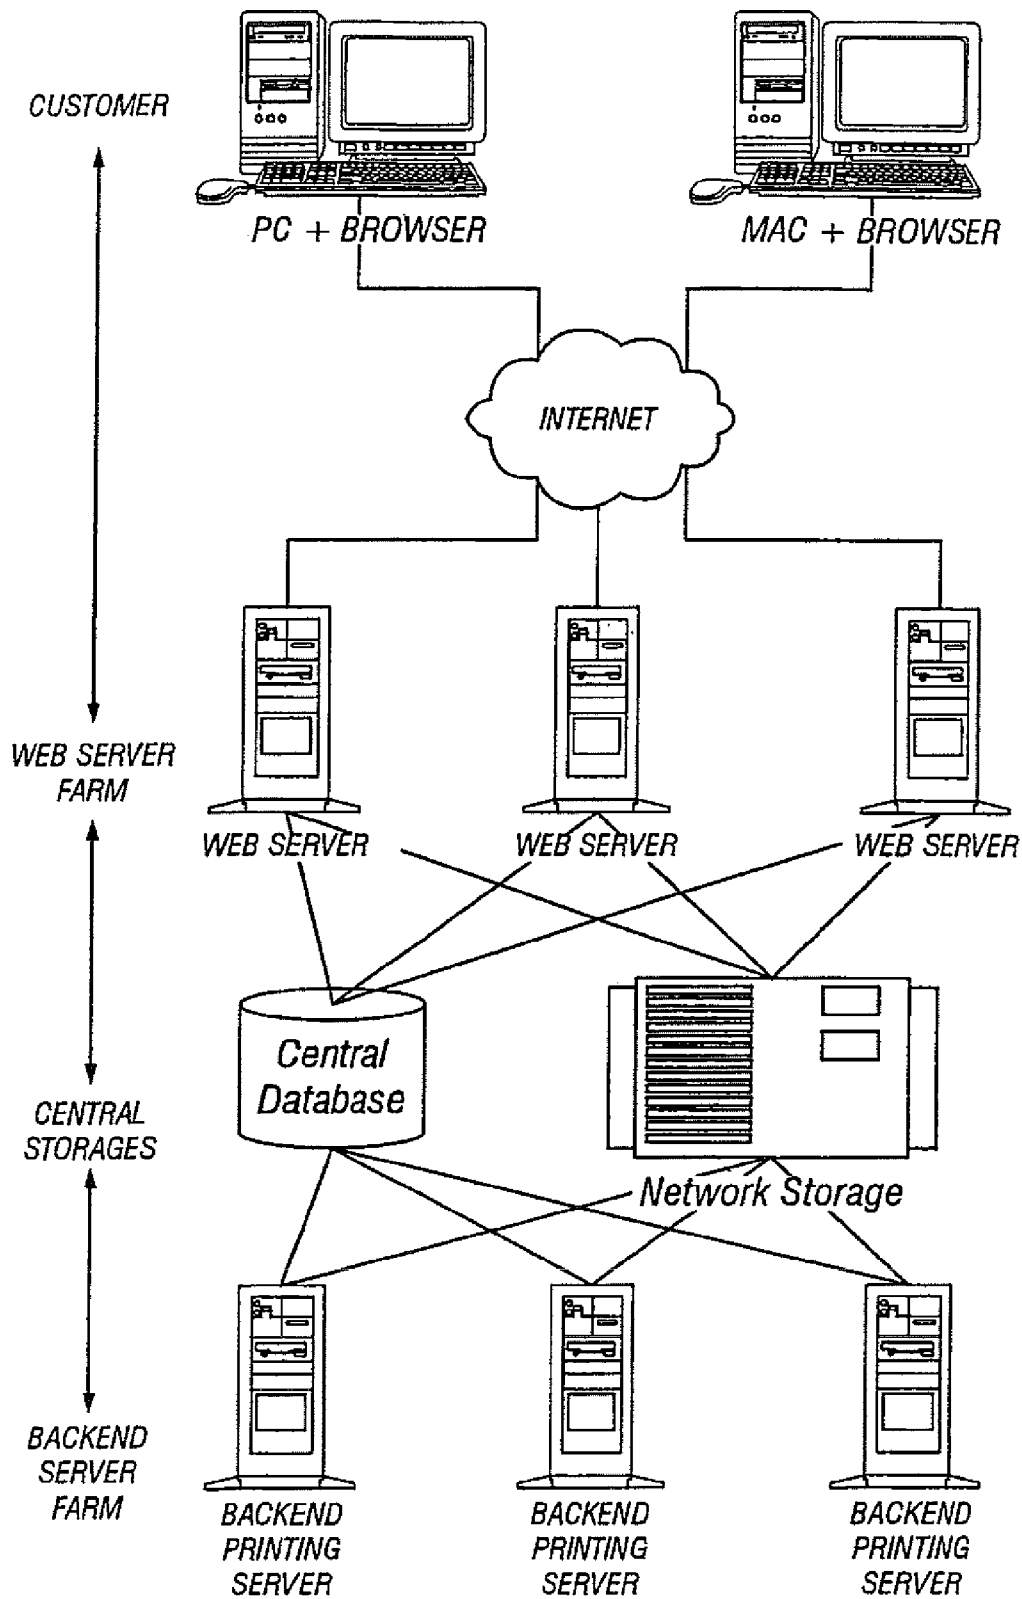 CUSTOMER
PC + BROWSER
MAC + BROWSER
INTERNET
WEB SERVER
FARM
WEB SERVER
WEB SERVER
WEB SERVER
Central
Database
CENTRAL
STORAGES
Network Storage
BACKEND
SERVER
FARM
BACKEND
PRINTING
SERVER
BACKEND
PRINTING
SERVER
BACKEND
PRINTING
SERVER